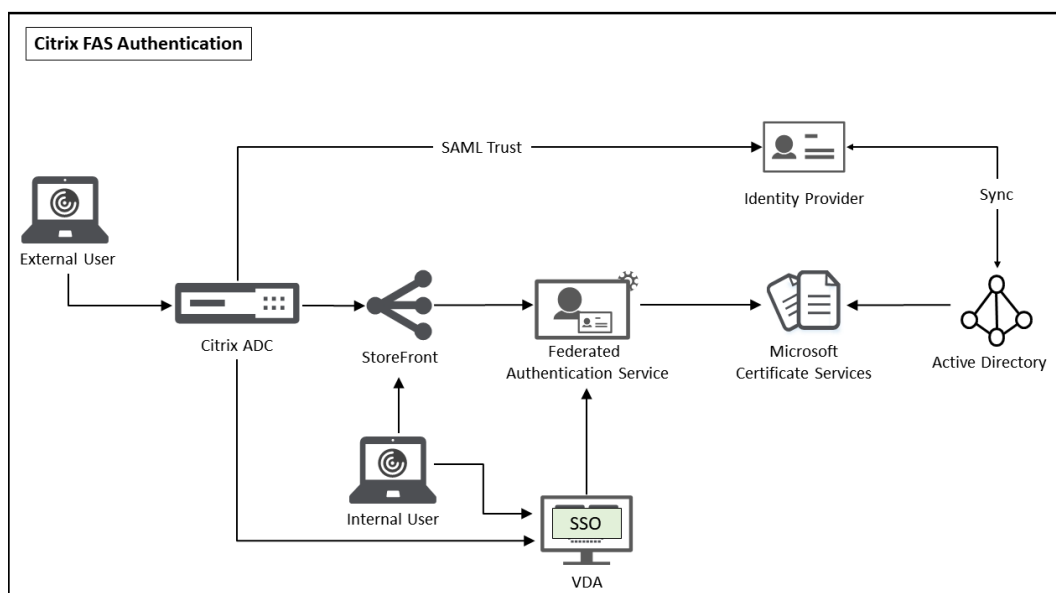 Citrix FAS Authentication
SAML Trust
Identity Provider
Sync
External User
Citrix ADC
StoreFront
Federated
Authentication Service
Microsoft
Certificate Services
Active Directory
Internal User
SSO
VDA